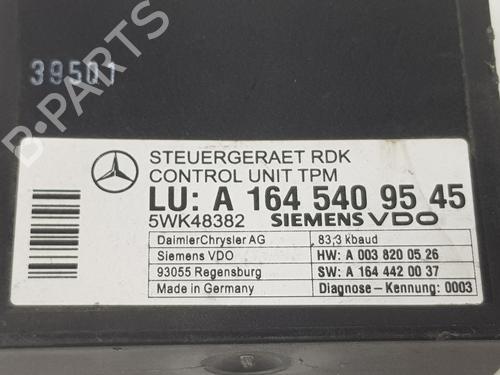 39501
STEUERGERAET RDK
CONTROL UNIT TPM
LU: A 164 540 95 45
5WK48382 SIEMENS VDO
DaimlerChrysler AG 83,3 kbaud
Siemens VDO HW: A 003 820 05 26
93055 Regensburg SW: A 164 442 00 37
Made in Germany Diagnose - Kennung: 0003
B-PARTS